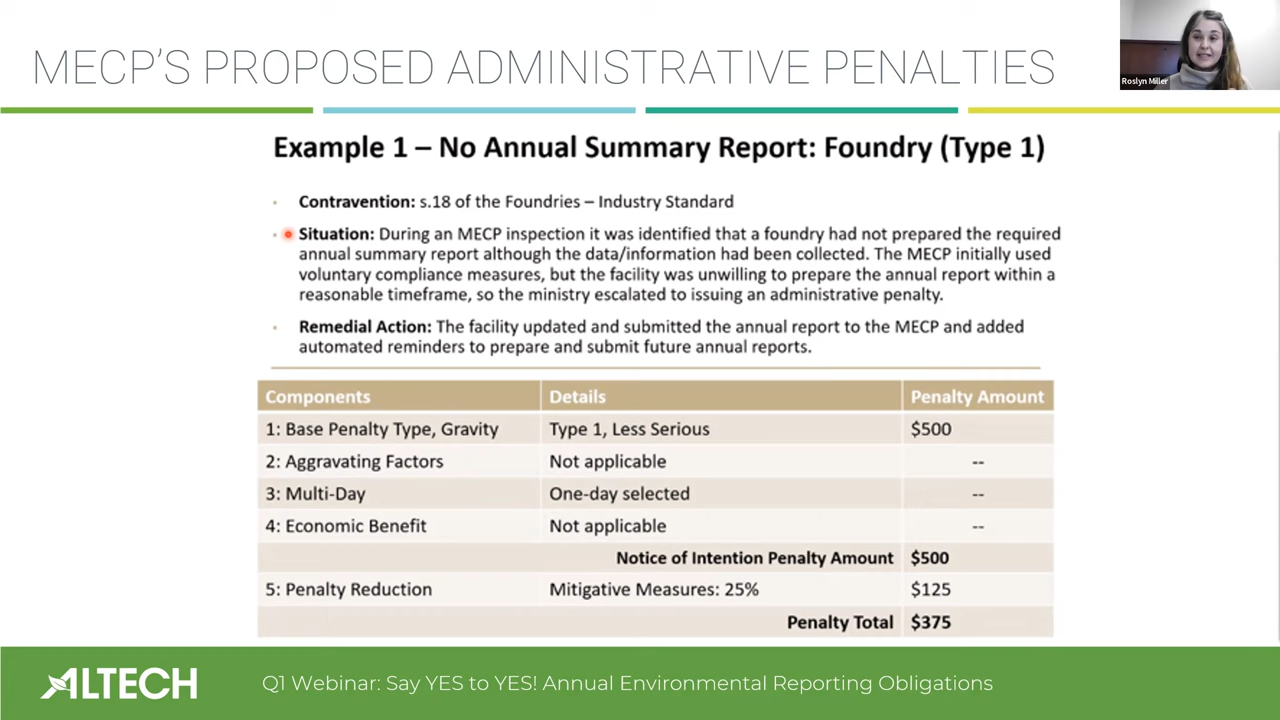 MECP'S PROPOSED ADMINISTRATIVE PENALTIES
Roslyn Miller
Example 1 – No Annual Summary Report: Foundry (Type 1)
Contravention: s.18 of the Foundries – Industry Standard
Situation: During an MECP inspection it was identified that a foundry had not prepared the required
annual summary report although the data/information had been collected. The MECP initially used
voluntary compliance measures, but the facility was unwilling to prepare the annual report within a
reasonable timeframe, so the ministry escalated to issuing an administrative penalty.
Remedial Action: The facility updated and submitted the annual report to the MECP and added
automated reminders to prepare and submit future annual reports.
Components Details Penalty Amount
1: Base Penalty Type, Gravity Type 1, Less Serious $500
2: Aggravating Factors Not applicable --
3: Multi-Day One-day selected --
4: Economic Benefit Not applicable --
Notice of Intention Penalty Amount $500
5: Penalty Reduction Mitigative Measures: 25% $125
Penalty Total $375
ALTECH
Q1 Webinar: Say YES to YES! Annual Environmental Reporting Obligations